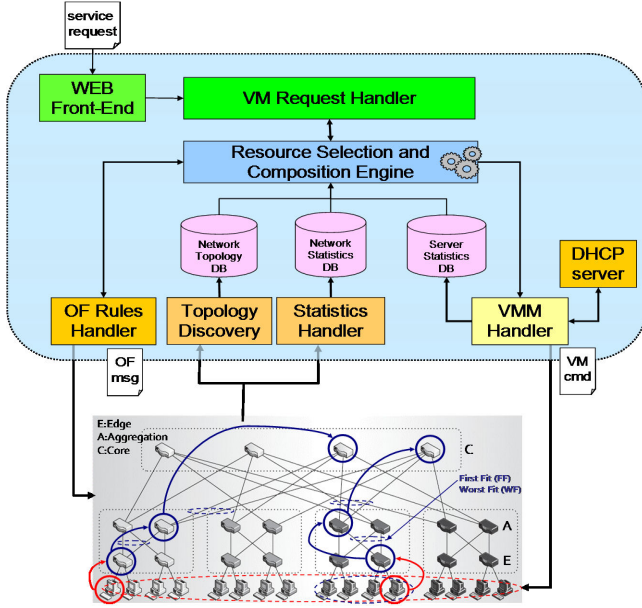 service
request
WEB
Front-End
VM Request Handler
Resource Selection and
Composition Engine
Network
Topology
DB
Network
Statistics
DB
Server
Statistics
DB
DHCP
server
OF Rules
Handler
Topology
Discovery
Statistics
Handler
VMM
Handler
OF
msg
VM
cmd
E:Edge
A:Aggregation
C:Core
C
First Fit (FF)
Worst Fit (WF)
A
E